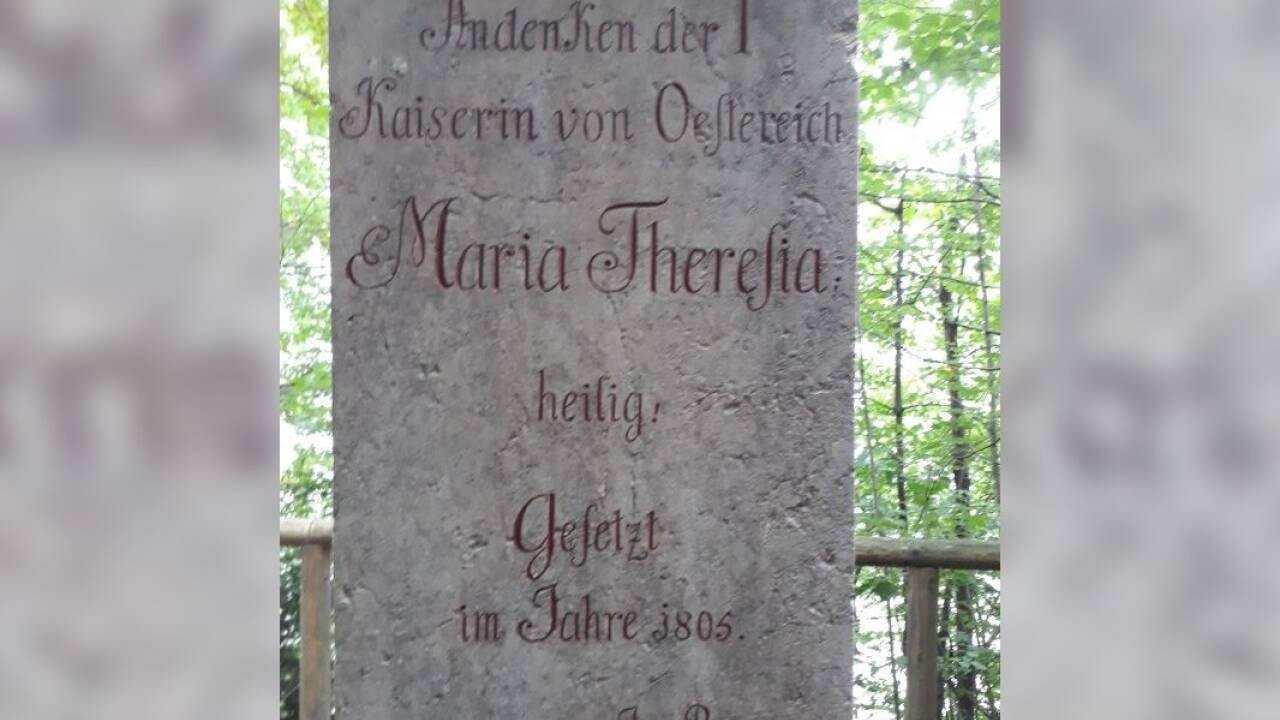 Andenken der I
Kaiserin von Oeſtereich
Maria Thereſia:
heilig!
Geſetzt
im Jahre 1805.